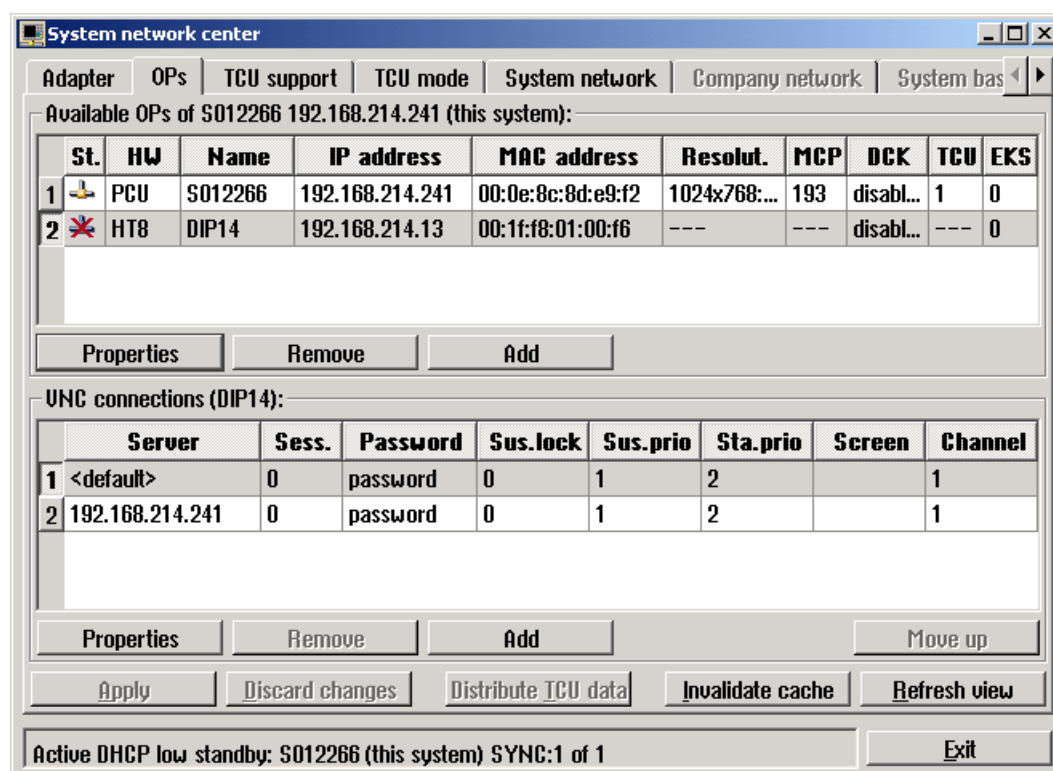 System network center
Adapter OPs TCU support TCU mode System network Company network System bas
Available OPs of S012266 192.168.214.241 (this system):
St. HW Name IP address MAC address Resolut. MCP DCK TCU EKS
1 PCU S012266 192.168.214.241 00:0e:8c:8d:e9:f2 1024x768:... 193 disabl... 1 0
2 HT8 DIP14 192.168.214.13 00:1f:f8:01:00:f6 --- --- disabl... --- 0
Properties Remove Add
VNC connections (DIP14):
Server Sess. Password Sus.lock Sus.prio Sta.prio Screen Channel
1 <default> 0 password 0 1 2 1
2 192.168.214.241 0 password 0 1 2 1
Properties Remove Add Move up
Apply Discard changes Distribute TCU data Invalidate cache Refresh view
Active DHCP low standby: S012266 (this system) SYNC:1 of 1 Exit